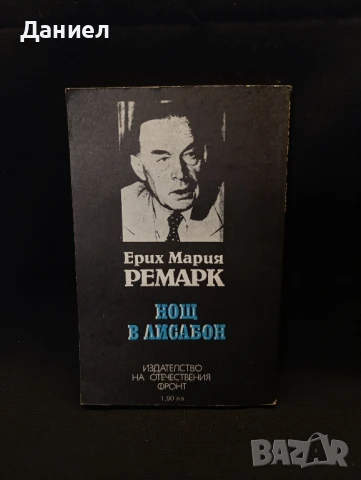 Даниел
Ерих Мария
РЕМАРК
НОЩ
В ЛИСАБОН
ИЗДАТЕЛСТВО
НА ОТЕЧЕСТВЕНИЯ
ФРОНТ
1,90 лв
BAZAR